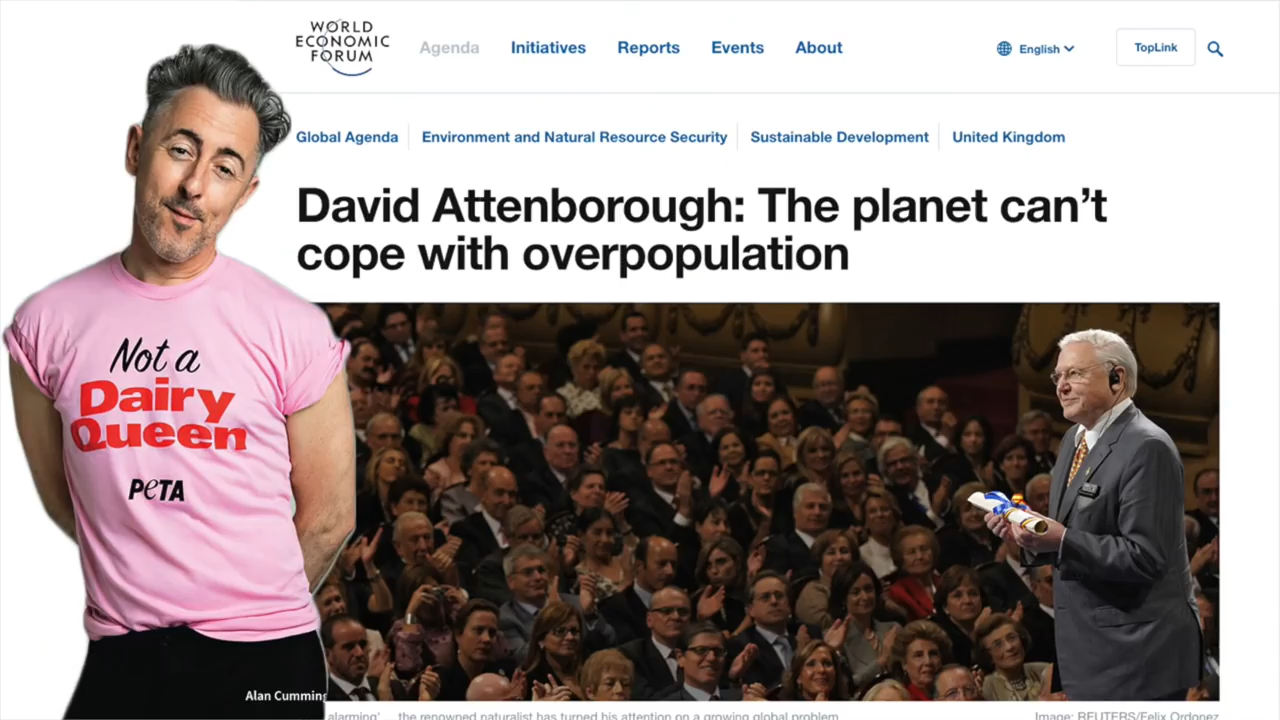 WORLD
ECONOMIC
FORUM
Agenda
Initiatives
Reports
Events
About
English
TopLink
Global Agenda
Environment and Natural Resource Security
Sustainable Development
United Kingdom
David Attenborough: The planet can't
cope with overpopulation
Not a
Dairy
Queen
PeTA
Alan Cumming
alarming' ... the renowned naturalist has turned his attention on a growing global problem
Image: REUTERS/Felix Ordonez